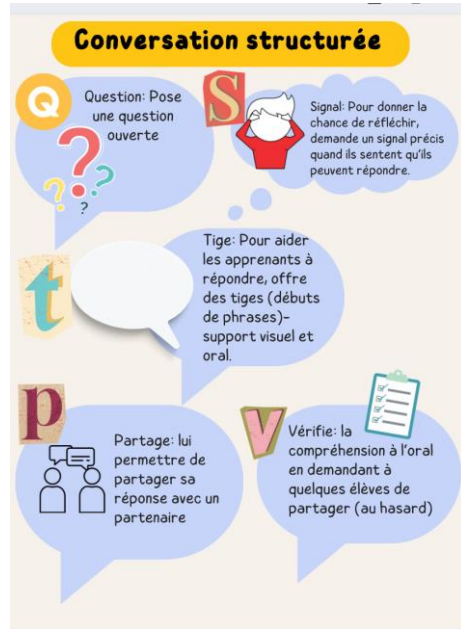 Conversation structurée
Q
Question: Pose
une question
ouverte
S
Signal: Pour donner la
chance de réfléchir,
demande un signal précis
quand ils sentent qu'ils
peuvent répondre.
t
Tige: Pour aider
les apprenants à
répondre, offre
des tiges (débuts
de phrases)-
support visuel et
oral.
p
Partage: lui
permettre de
partager sa
réponse avec un
partenaire
V
Vérifie: la
compréhension à l'oral
en demandant à
quelques élèves de
partager (au hasard)